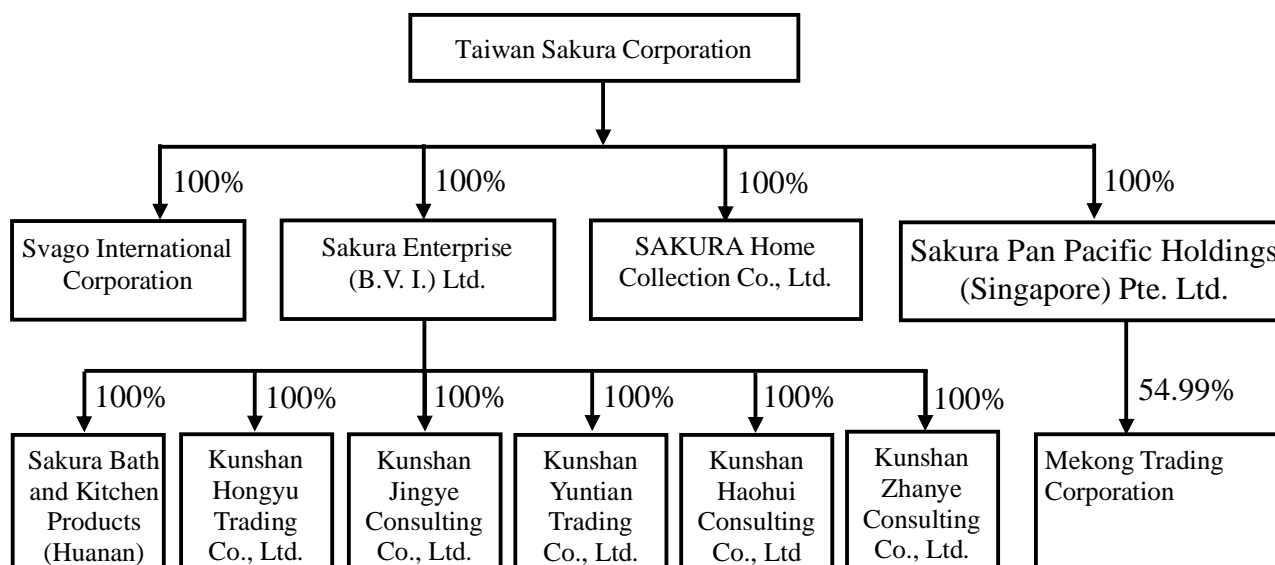 Taiwan Sakura Corporation
100%
100%
100%
100%
Svago International
Corporation
Sakura Enterprise
(B.V. I.) Ltd.
SAKURA Home
Collection Co., Ltd.
Sakura Pan Pacific Holdings
(Singapore) Pte. Ltd.
100%
100%
100%
100%
100%
100%
54.99%
Sakura Bath
and Kitchen
Products
(Huanan)
Kunshan
Hongyu
Trading
Co., Ltd.
Kunshan
Jingye
Consulting
Co., Ltd.
Kunshan
Yuntian
Trading
Co., Ltd.
Kunshan
Haohui
Consulting
Co., Ltd
Kunshan
Zhanye
Consulting
Co., Ltd.
Mekong Trading
Corporation